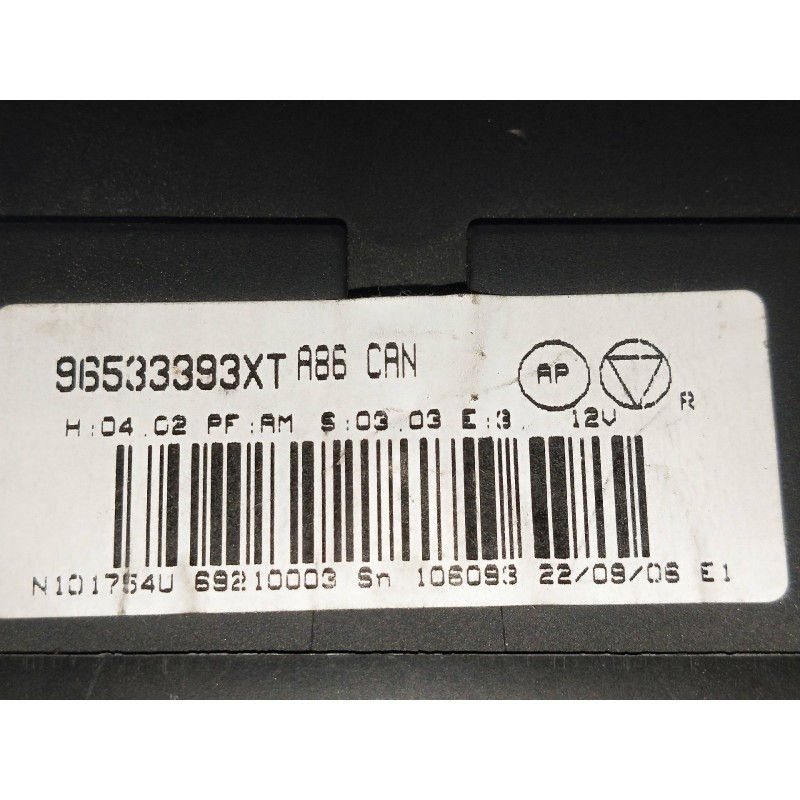 96533393XT A86 CAN AP
R
H:04.02 PF:AM S:03.03 E:3. 12V
N101754U 69210003 Sn 106093 22/09/06 E1